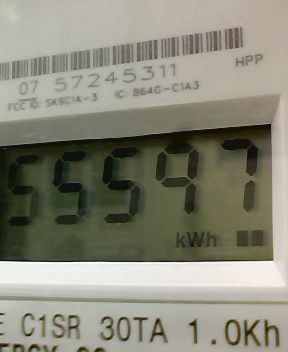 07 57245311
HPP
FCC ID: SK9C1A-3 IC: 864G-C1A3
55597
kWh
C1SR 30TA 1.0Kh